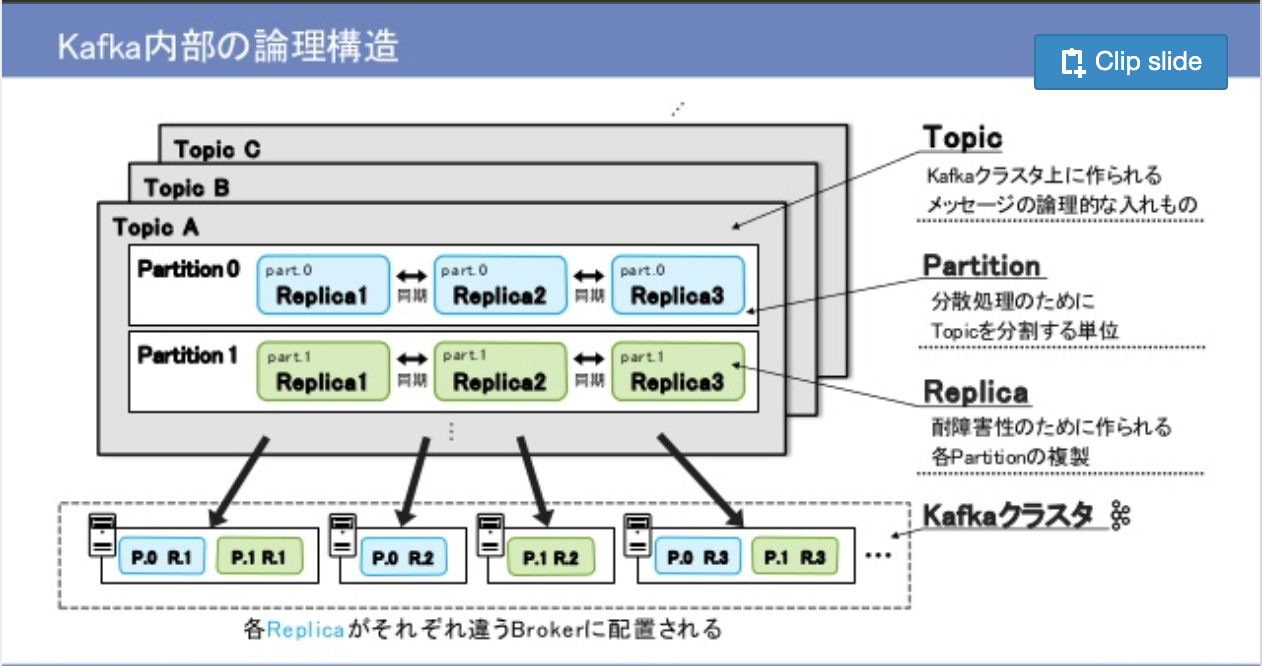 Kafka内部の論理構造
Clip slide
Topic C
Topic B
Topic A
Partition 0
part.0
Replica1
同期
part.0
Replica2
同期
part.0
Replica3
Partition 1
part.1
Replica1
同期
part.1
Replica2
同期
part.1
Replica3
Topic
Kafkaクラスタ上に作られる
メッセージの論理的な入れもの
Partition
分散処理のために
Topicを分割する単位
Replica
耐障害性のために作られる
各Partitionの複製
Kafkaクラスタ
P.0 R.1
P.1 R.1
P.0 R.2
P.1 R.2
P.0 R.3
P.1 R.3
各Replicaがそれぞれ違うBrokerに配置される